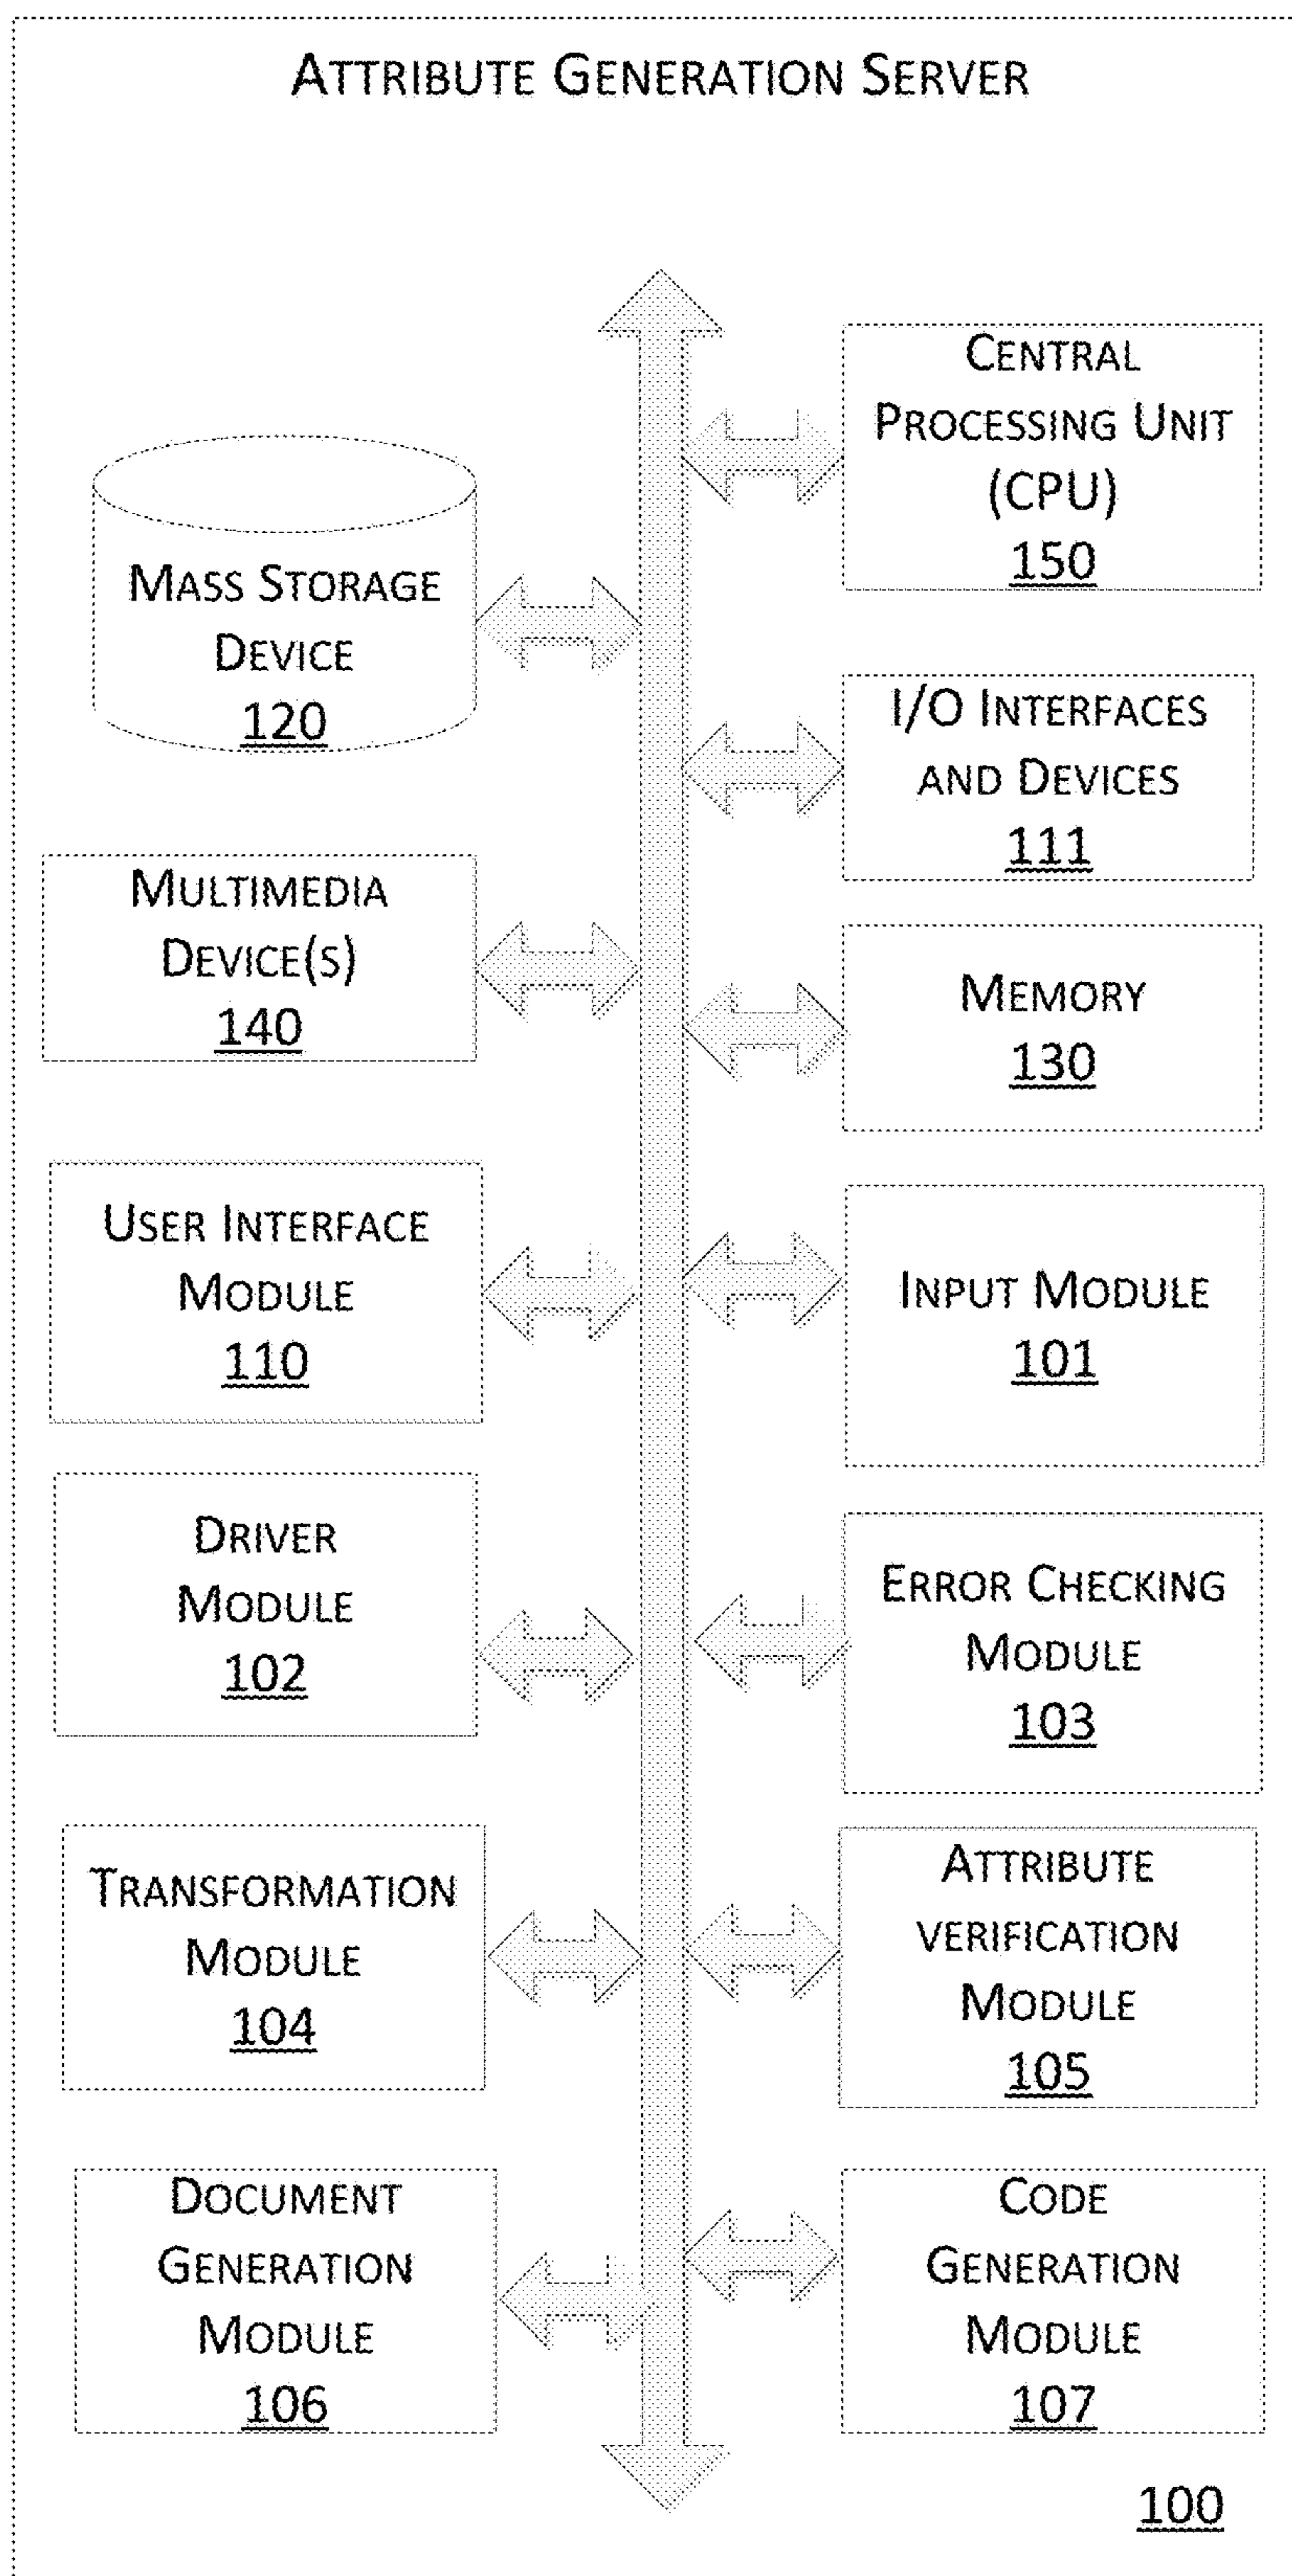 ATTRIBUTE GENERATION SERVER
CENTRAL
PROCESSING UNIT
(CPU)
150
MASS STORAGE
DEVICE
120
I/O INTERFACES
AND DEVICES
111
MULTIMEDIA
DEVICE(S)
140
MEMORY
130
USER INTERFACE
MODULE
110
INPUT MODULE
101
DRIVER
MODULE
102
ERROR CHECKING
MODULE
103
TRANSFORMATION
MODULE
104
ATTRIBUTE
VERIFICATION
MODULE
105
DOCUMENT
GENERATION
MODULE
106
CODE
GENERATION
MODULE
107
100